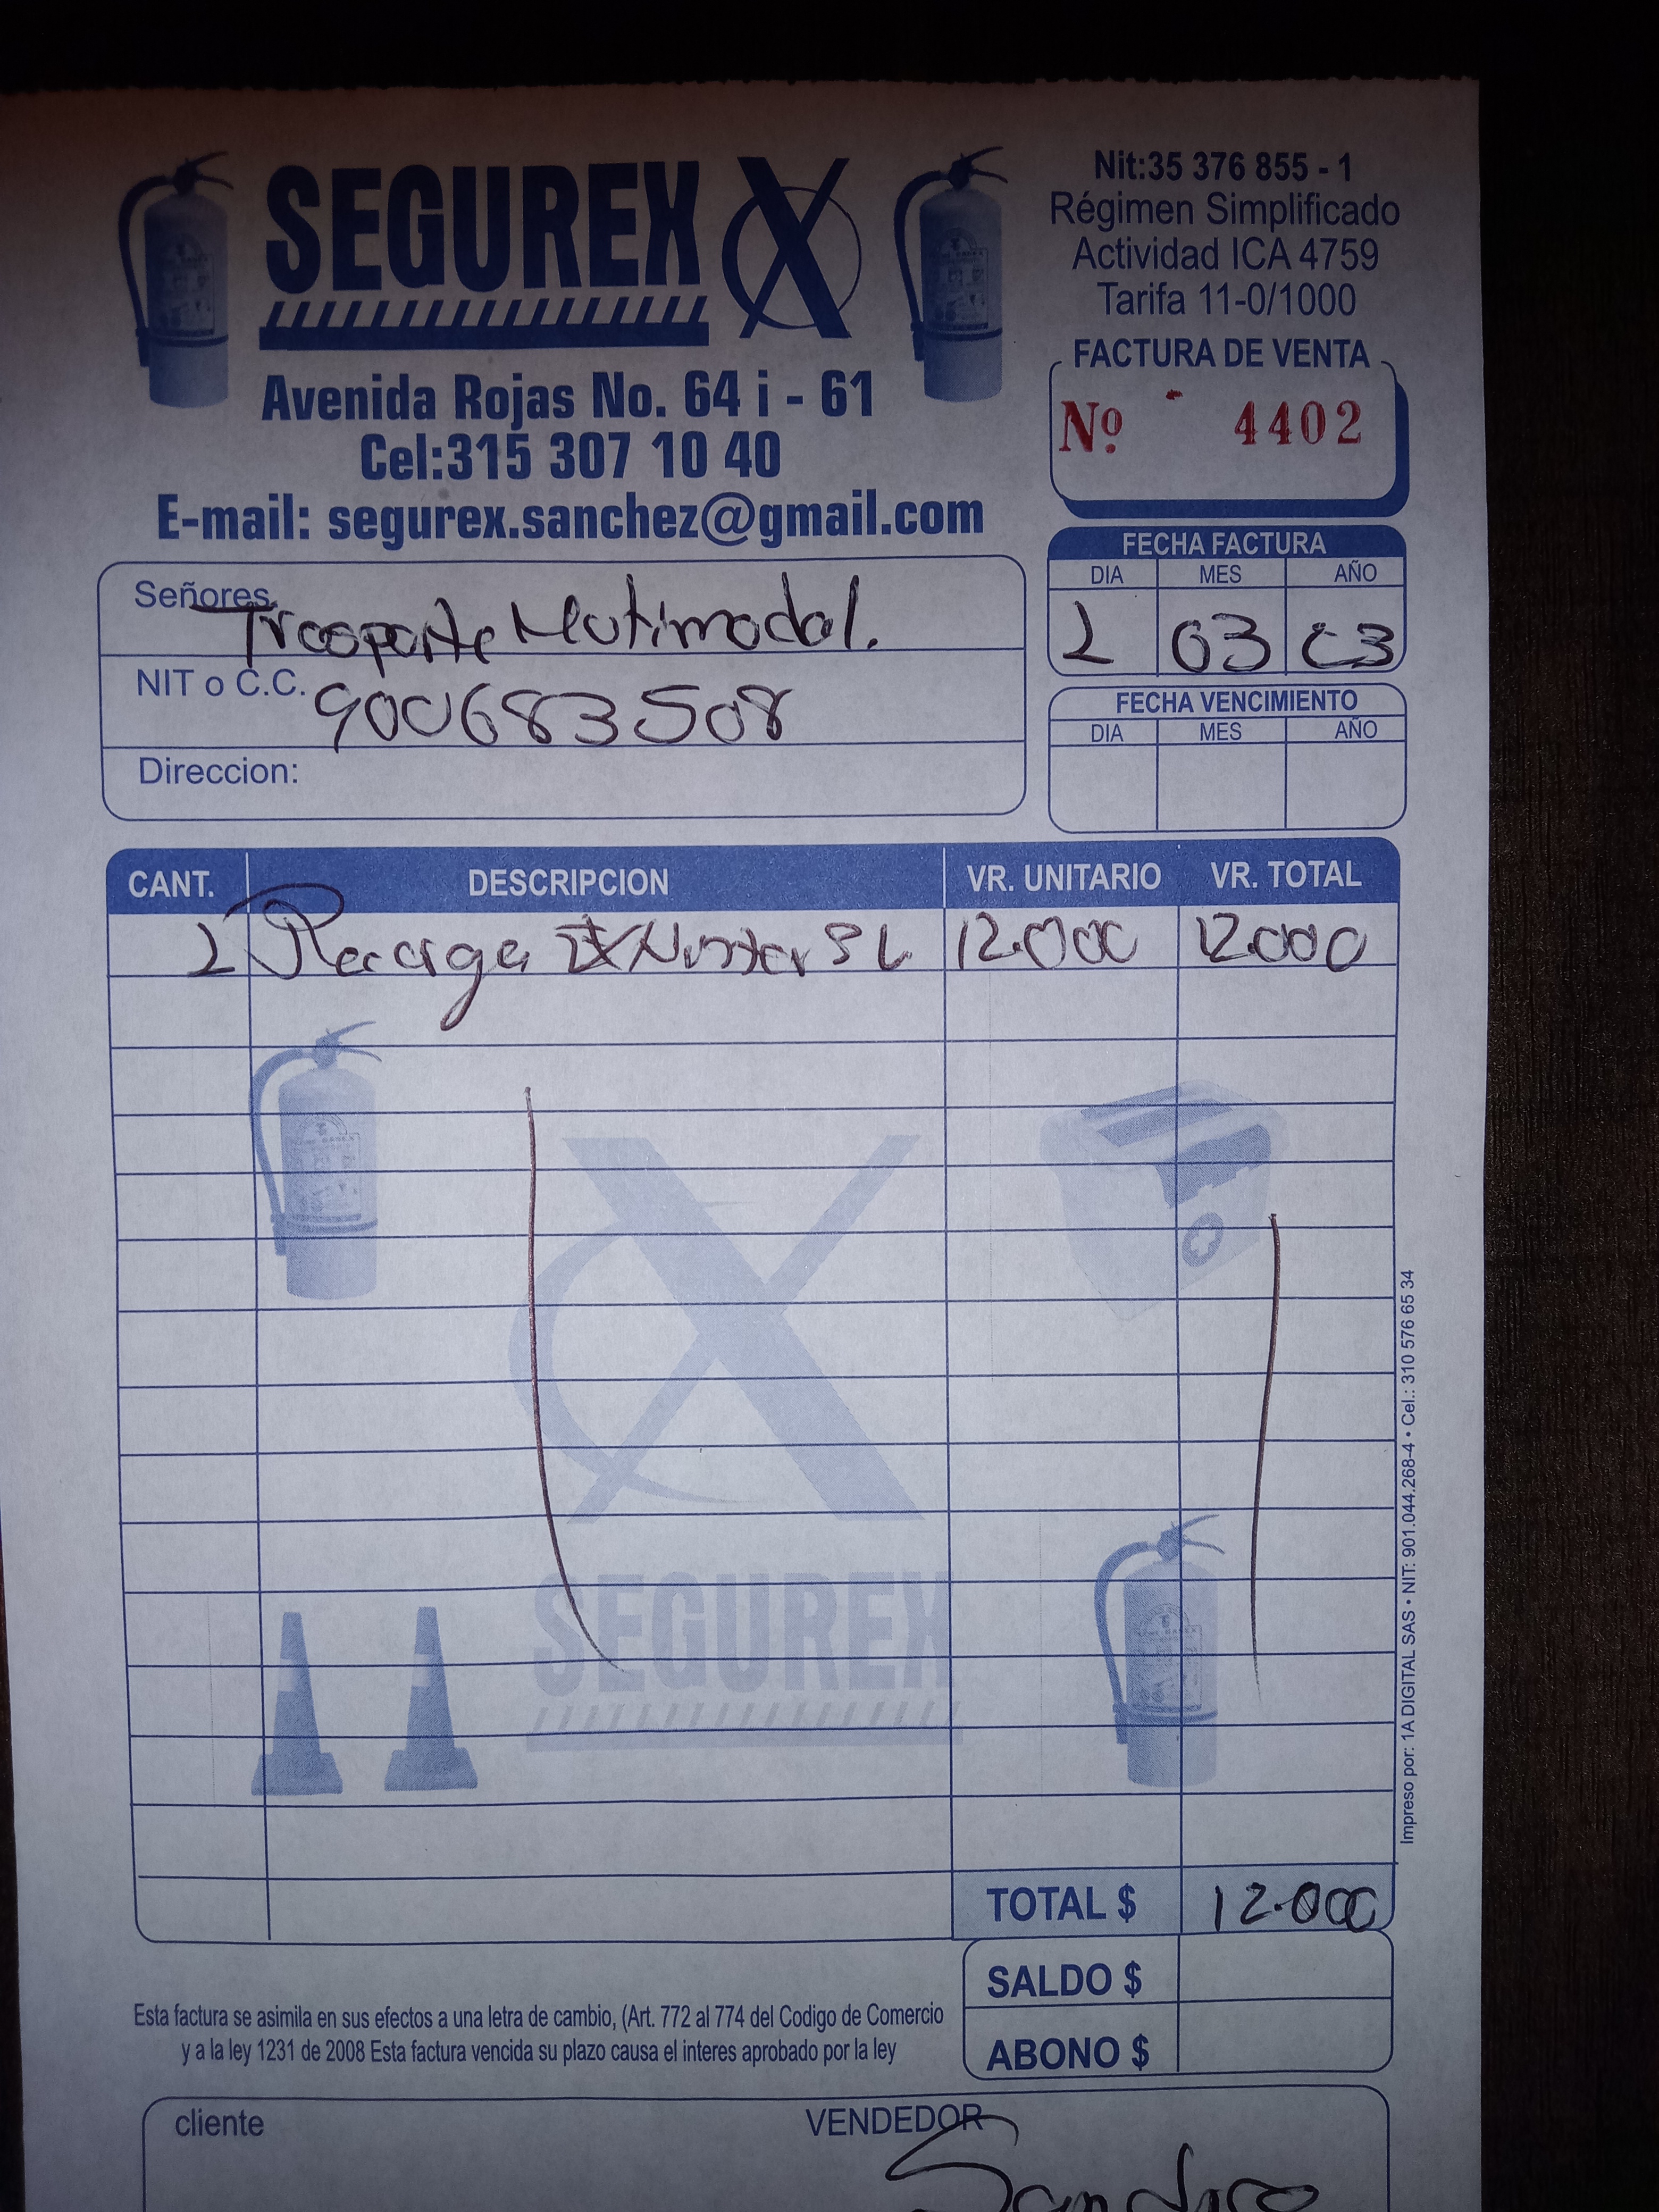 SEGUREX X
Nit:35 376 855 - 1
Régimen Simplificado
Actividad ICA 4759
Tarifa 11-0/1000
Avenida Rojas No. 64 i - 61
Cel:315 307 10 40
E-mail: segurex.sanchez@gmail.com
FACTURA DE VENTA
Nº 4402
FECHA FACTURA
DIA MES AÑO
2 03 23
Señores Trasporte Mutimodal.
NIT o C.C. 900683508
Direccion:
FECHA VENCIMIENTO
DIA MES AÑO
CANT. DESCRIPCION VR. UNITARIO VR. TOTAL
Recarga 12.000 12.000
SEGUREX
TOTAL $ 12.000
SALDO $
ABONO $
Esta factura se asimila en sus efectos a una letra de cambio, (Art. 772 al 774 del Codigo de Comercio
y a la ley 1231 de 2008 Esta factura vencida su plazo causa el interes aprobado por la ley
cliente
VENDEDOR
Impreso por: 1A DIGITAL SAS • NIT: 901.044.268-4 • Cel.: 310 576 65 34